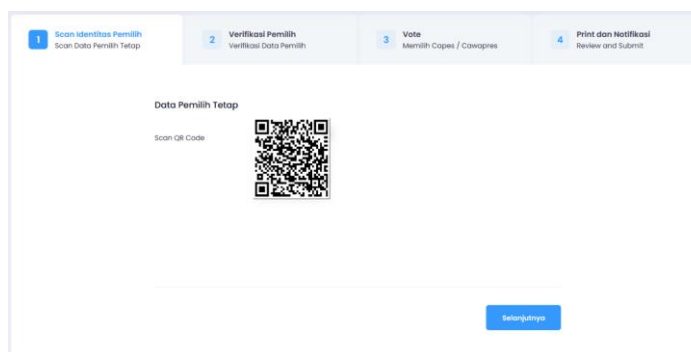 1
Scan Identitas Pemilih
Scan Data Pemilih Tetap
2
Verifikasi Pemilih
Verifikasi Data Pemilih
3
Vote
Memilih Capes / Cawapres
4
Print dan Notifikasi
Review and Submit
Data Pemilih Tetap
Scan QR Code
Selanjutnya